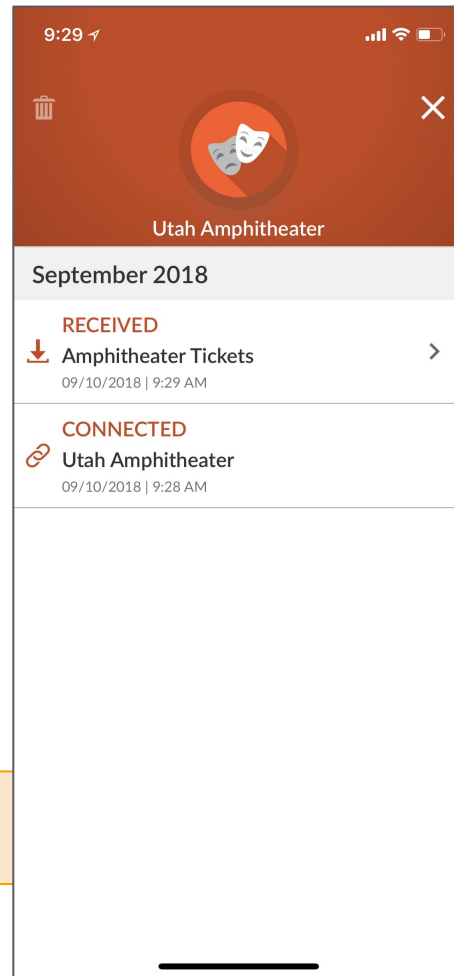 9:29
Utah Amphitheater
September 2018
RECEIVED
Amphitheater Tickets
09/10/2018 | 9:29 AM
CONNECTED
Utah Amphitheater
09/10/2018 | 9:28 AM